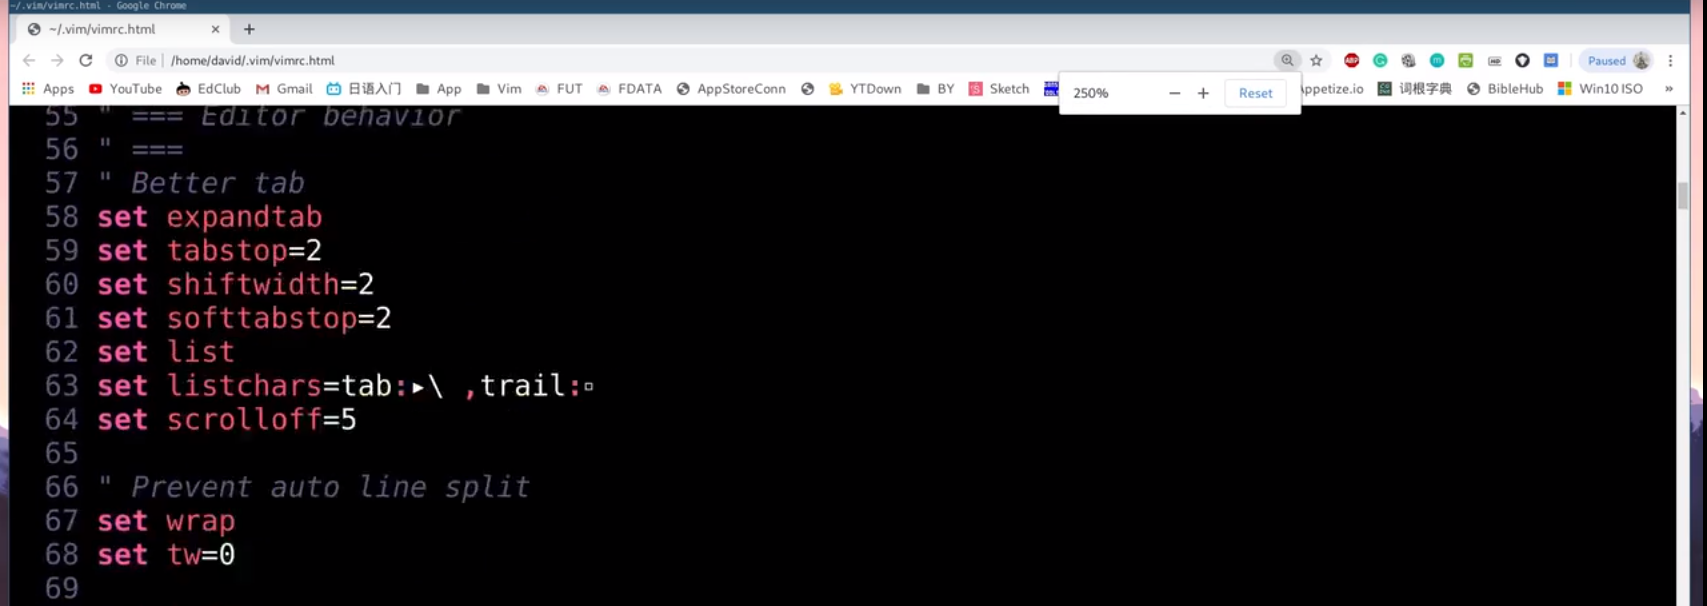 ~/.vim/vimrc.html - Google Chrome
~/.vim/vimrc.html
File /home/david/.vim/vimrc.html Paused
Apps YouTube EdClub Gmail 日语入门 App Vim FUT FDATA AppStoreConn YTDown BY Sketch ppetize.io 词根字典 BibleHub Win10 ISO »
250% − + Reset
55 " === Editor behavior
56 " ===
57 " Better tab
58 set expandtab
59 set tabstop=2
60 set shiftwidth=2
61 set softtabstop=2
62 set list
63 set listchars=tab:▸\ ,trail:▫
64 set scrolloff=5
65
66 " Prevent auto line split
67 set wrap
68 set tw=0
69